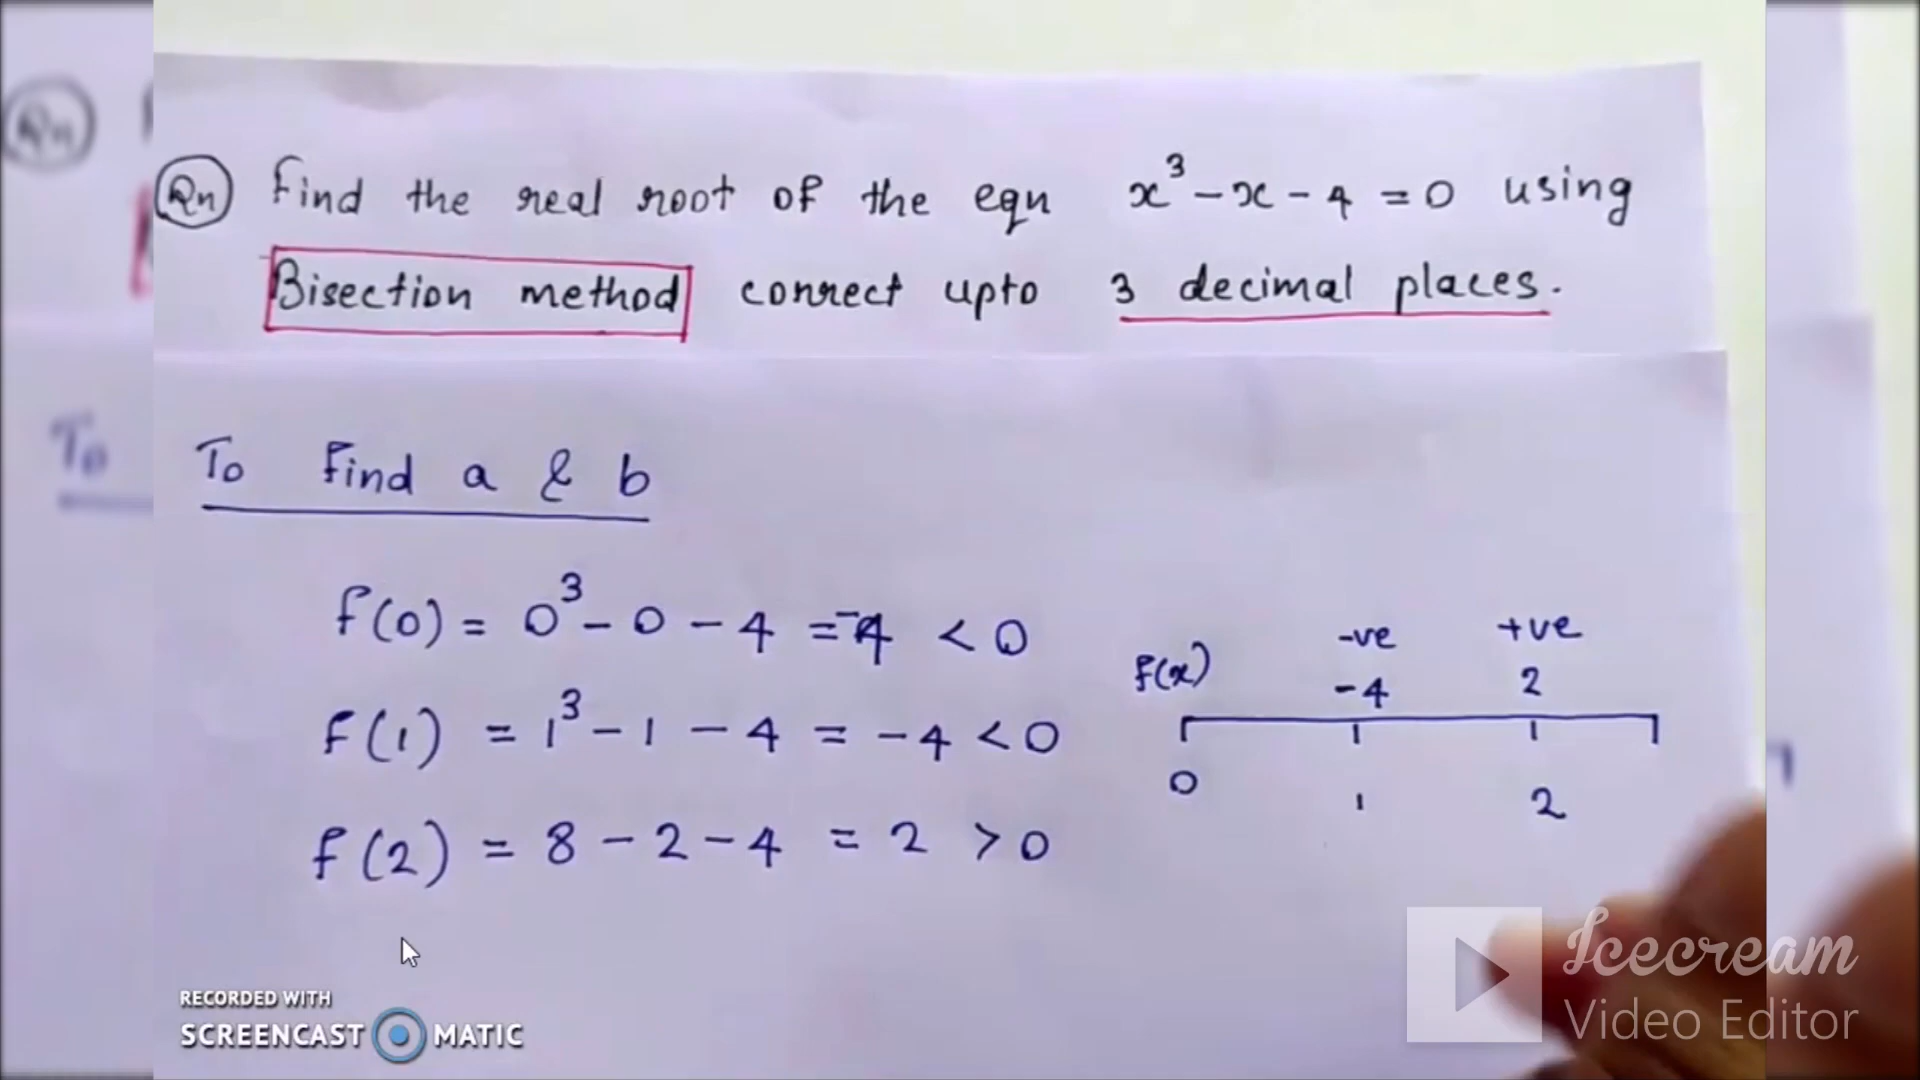 Qn Find the real root of the equn x³ - x - 4 = 0 using
Bisection method correct upto 3 decimal places.
To
To Find a & b
f(0) = 0³ - 0 - 4 = -4 < 0
f(1) = 1³ - 1 - 4 = -4 < 0
f(2) = 8 - 2 - 4 = 2 > 0
-ve +ve
f(x) -4 2
0 1 2
RECORDED WITH
SCREENCAST MATIC
Icecream
Video Editor